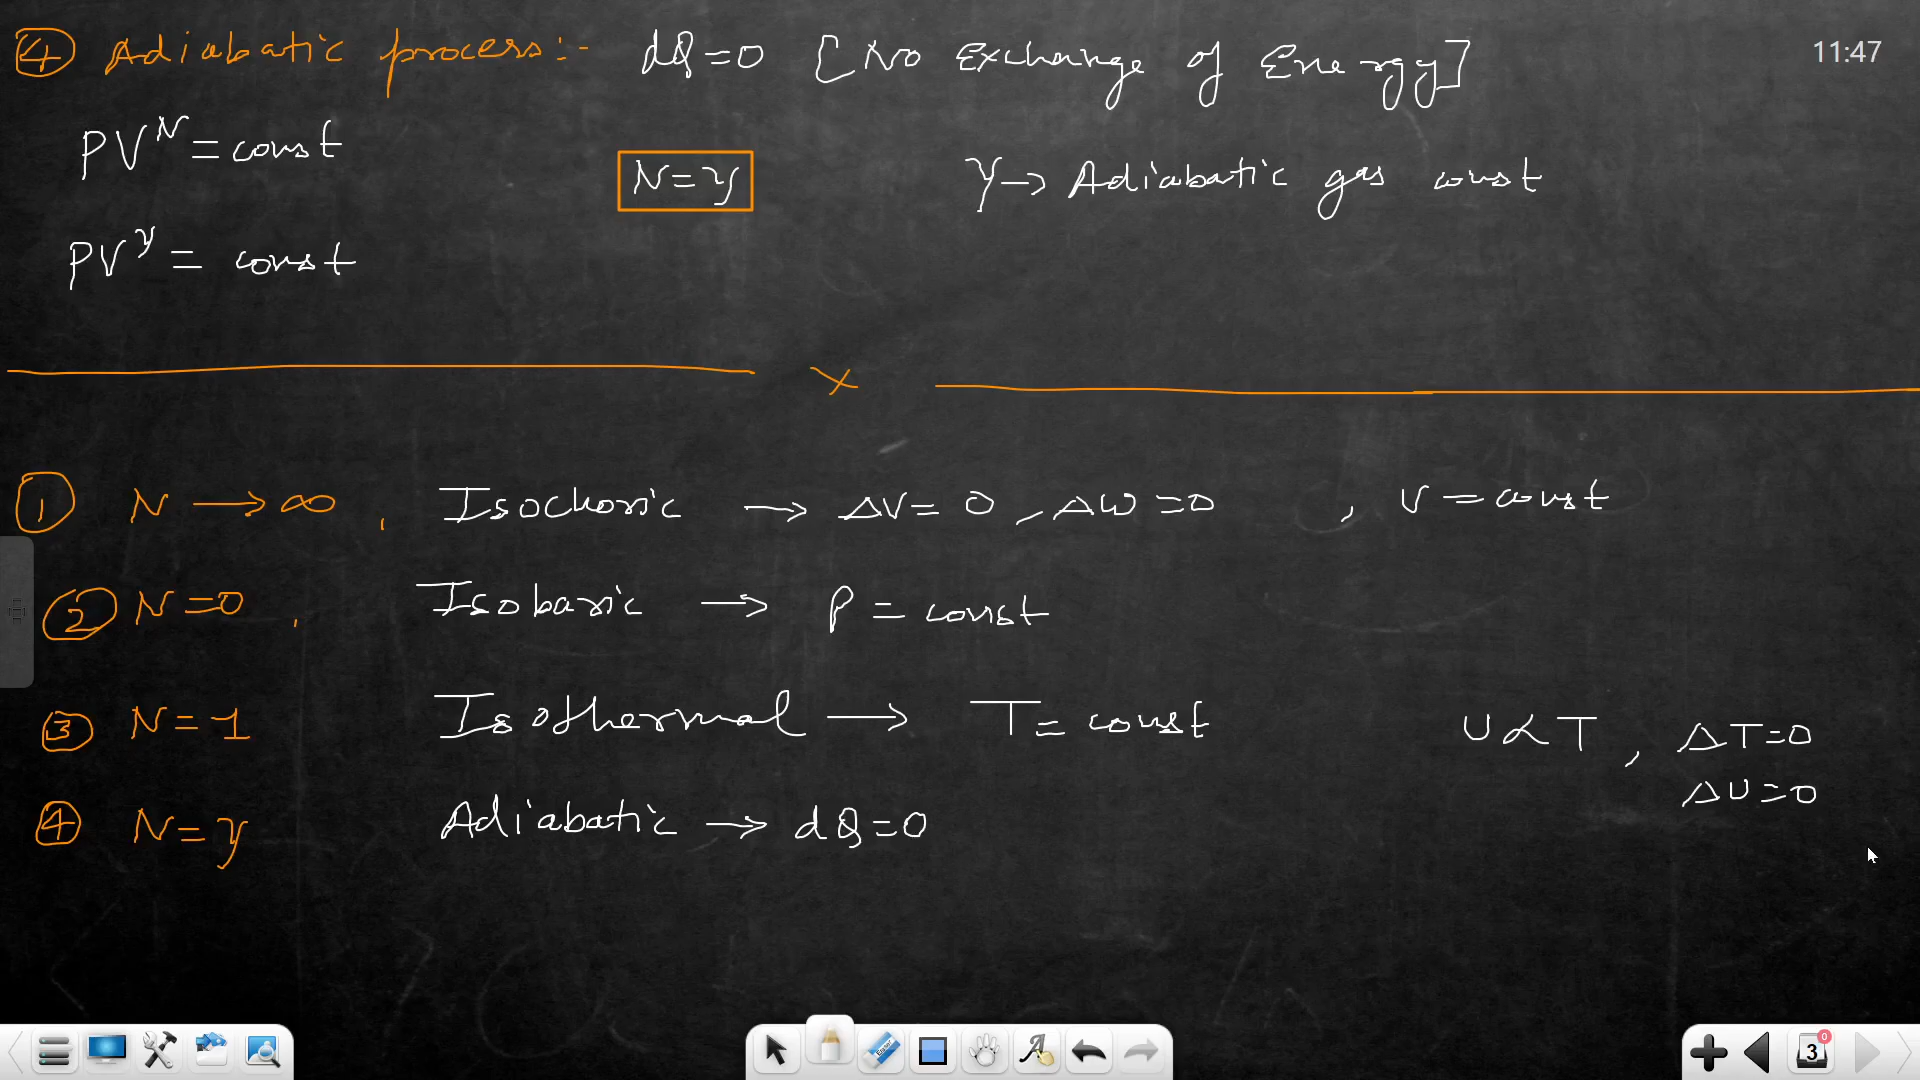 ④ Adiabatic process:- dQ=0 [No Exchange of Energy]
11:47
PV^N = const
N=γ
γ→ Adiabatic gas const
PV^γ = const
x
① N → ∞, Isochoric → ΔV= 0, ΔW=0, V = const
② N=0, Isobaric → P = const
③ N=1 Isothermal → T= const U∝T, ΔT=0
ΔU=0
④ N=γ Adiabatic → dQ=0
Eraser
A
3
0